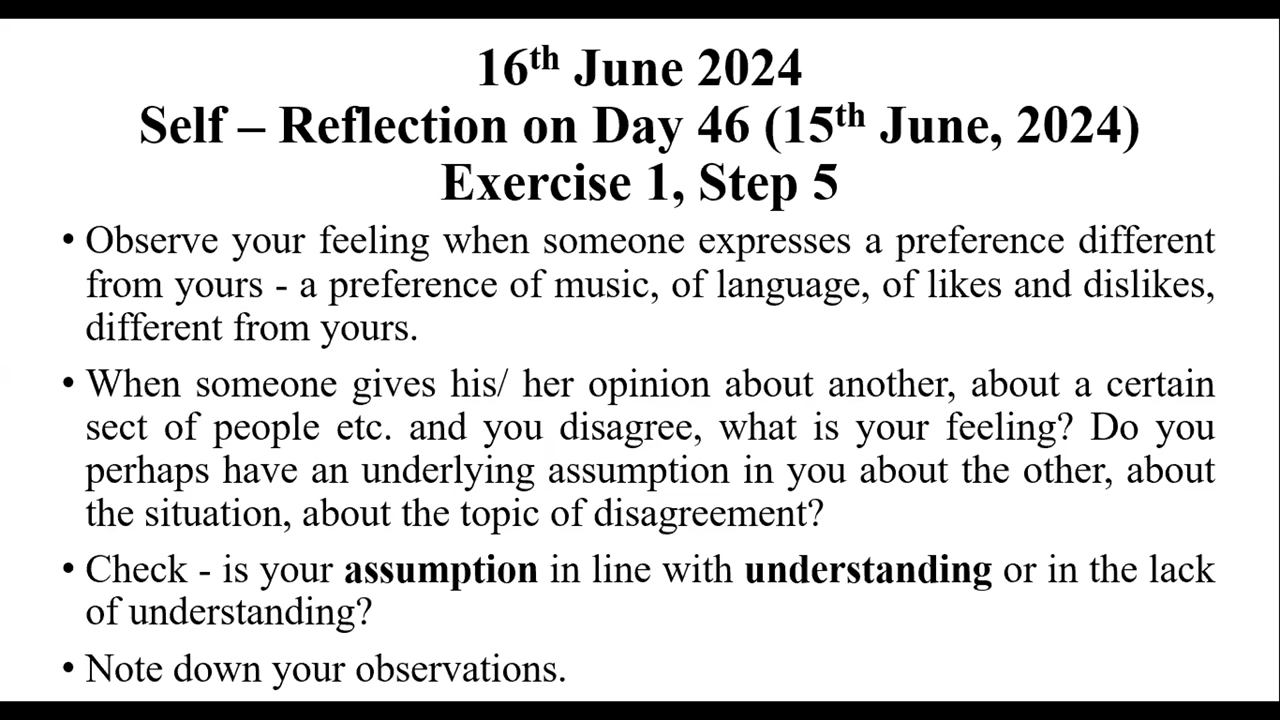 16th June 2024
Self – Reflection on Day 46 (15th June, 2024)
Exercise 1, Step 5
• Observe your feeling when someone expresses a preference different
from yours - a preference of music, of language, of likes and dislikes,
different from yours.
• When someone gives his/ her opinion about another, about a certain
sect of people etc. and you disagree, what is your feeling? Do you
perhaps have an underlying assumption in you about the other, about
the situation, about the topic of disagreement?
• Check - is your assumption in line with understanding or in the lack
of understanding?
• Note down your observations.